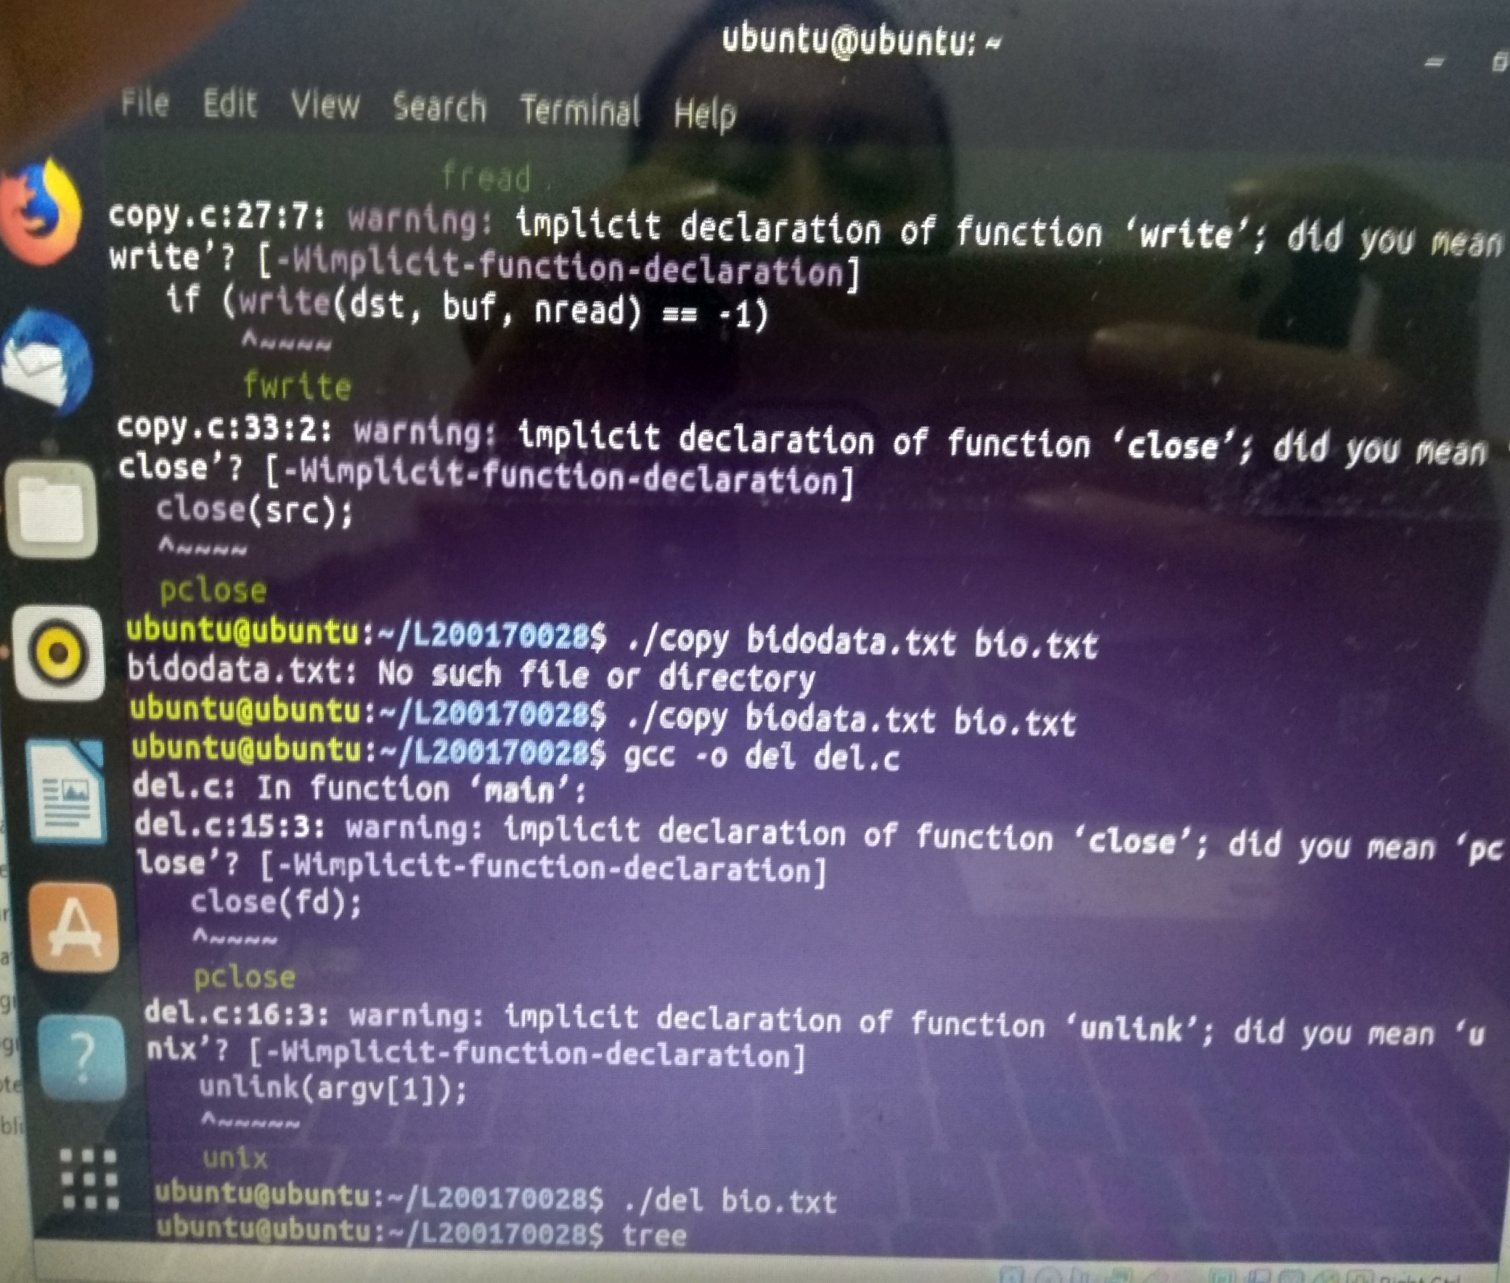 ubuntu@ubuntu: ~
File Edit View Search Terminal Help
fread
copy.c:27:7: warning: implicit declaration of function ‘write’; did you mean
write’? [-Wimplicit-function-declaration]
if (write(dst, buf, nread) == -1)
^~~~~
fwrite
copy.c:33:2: warning: implicit declaration of function ‘close’; did you mean
close’? [-Wimplicit-function-declaration]
close(src);
^~~~~
pclose
ubuntu@ubuntu:~/L200170028$ ./copy bidodata.txt bio.txt
bidodata.txt: No such file or directory
ubuntu@ubuntu:~/L200170028$ ./copy biodata.txt bio.txt
ubuntu@ubuntu:~/L200170028$ gcc -o del del.c
del.c: In function ‘main’:
del.c:15:3: warning: implicit declaration of function ‘close’; did you mean ‘pc
lose’? [-Wimplicit-function-declaration]
close(fd);
^~~~~
pclose
del.c:16:3: warning: implicit declaration of function ‘unlink’; did you mean ‘u
nix’? [-Wimplicit-function-declaration]
unlink(argv[1]);
^~~~~~
unix
ubuntu@ubuntu:~/L200170028$ ./del bio.txt
ubuntu@ubuntu:~/L200170028$ tree